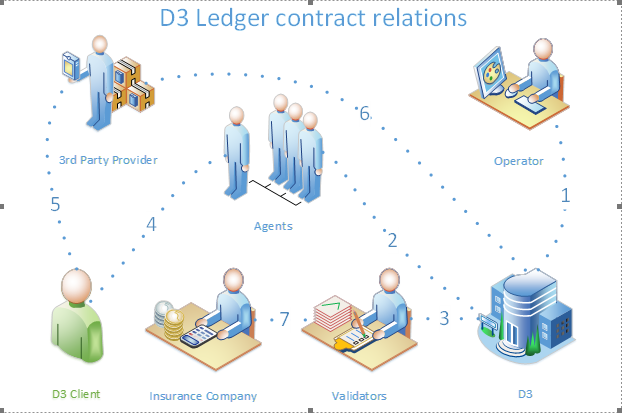 D3 Ledger contract relations
6
3rd Party Provider
Operator
5
4
Agents
1
2
7
3
D3 Client
Insurance Company
Validators
D3